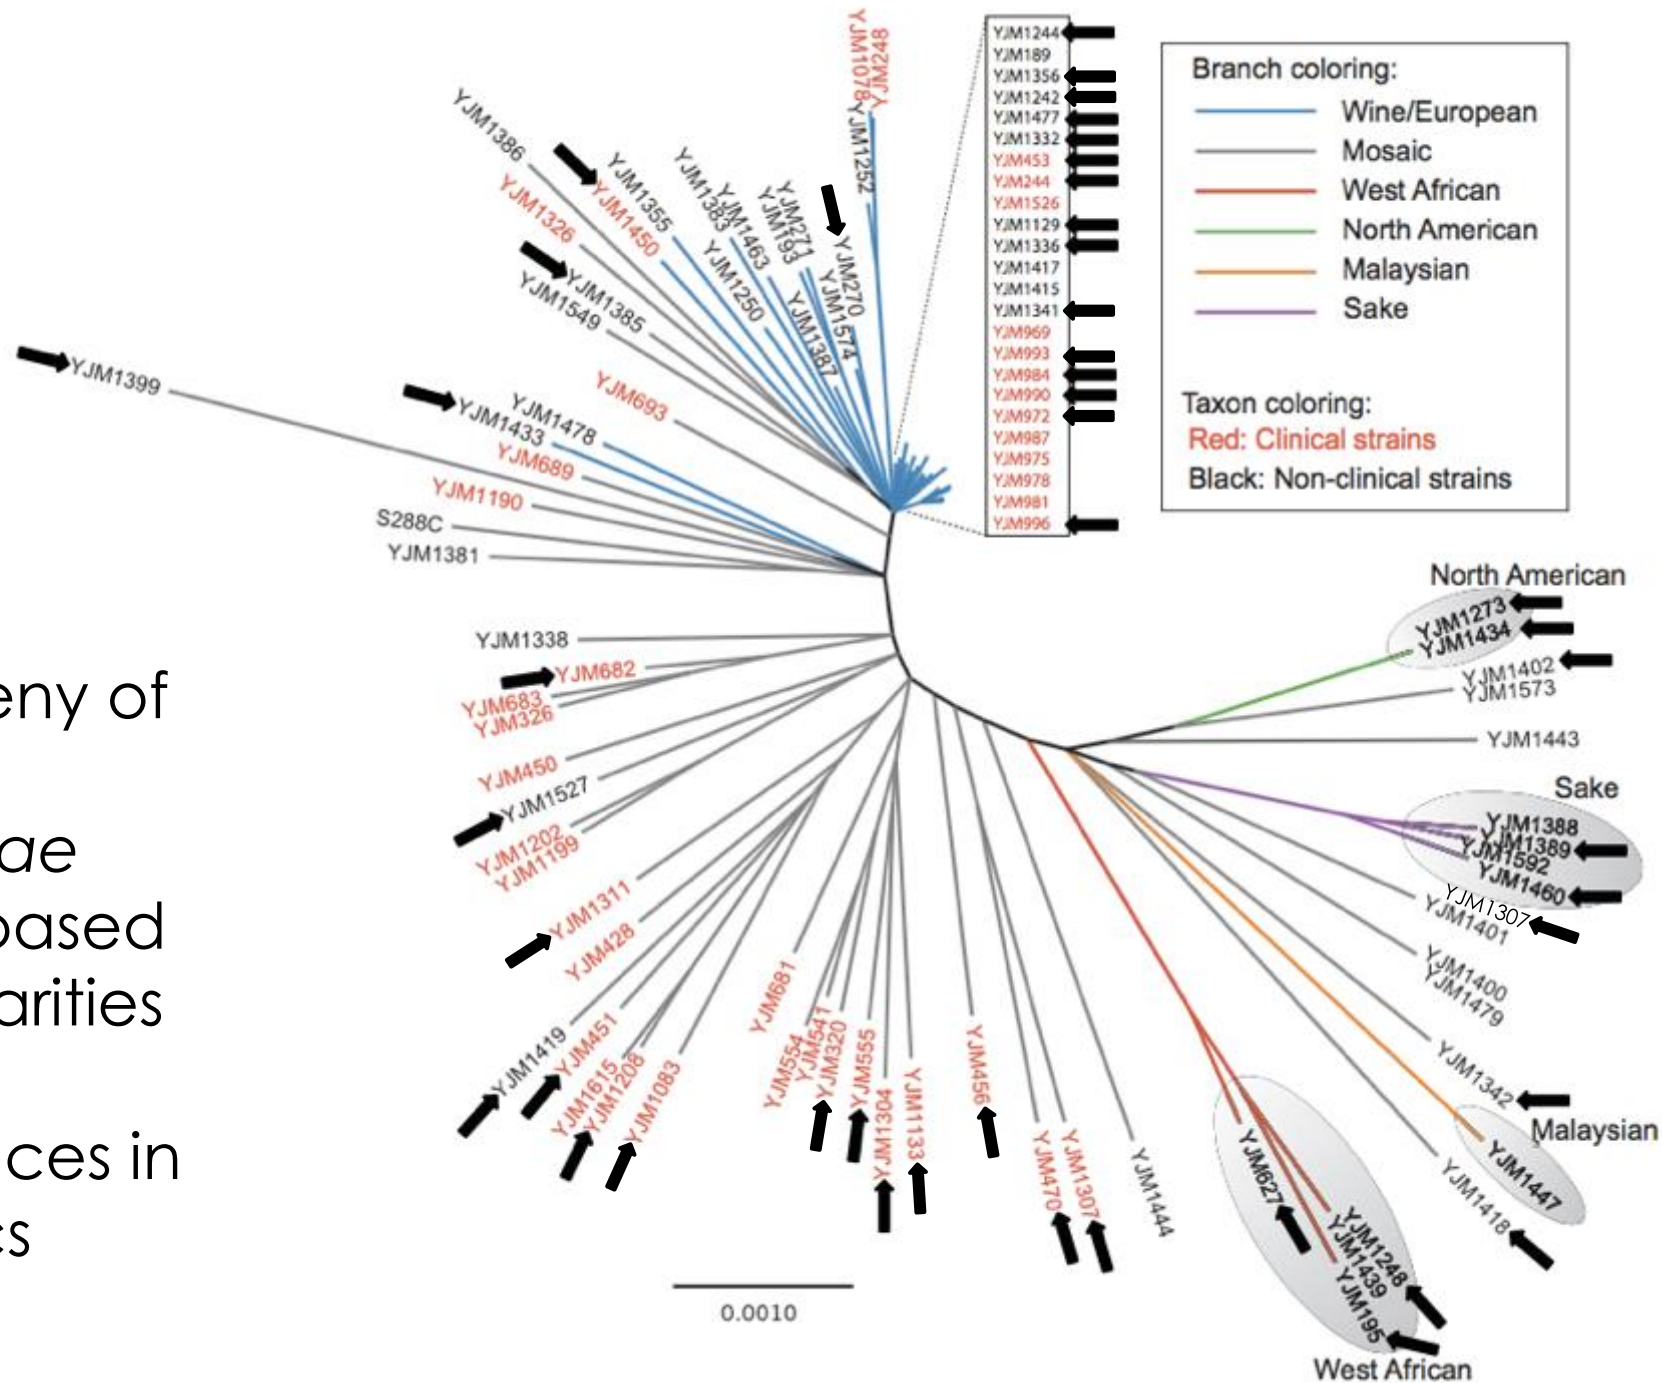 eny of
ae
based
arities
ces in
cs
YJM1078
YJM248
YJM1252
YJM1386
YJM1326
YJM1450
YJM1355
YJM1383
YJM1463
YJM1250
YJM271
YJM193
YJM270
YJM1574
YJM1387
YJM1385
YJM1549
YJM693
YJM1399
YJM1478
YJM1433
YJM689
YJM1190
S288C
YJM1381
YJM1338
YJM682
YJM683
YJM326
YJM450
YJM1527
YJM1202
YJM1199
YJM1311
YJM428
YJM1419
YJM451
YJM1615
YJM1208
YJM1083
YJM681
YJM554
YJM541
YJM320
YJM555
YJM1304
YJM1133
YJM456
YJM470
YJM1307
YJM1444
0.0010
YJM1244
YJM189
YJM1356
YJM1242
YJM1477
YJM1332
YJM453
YJM244
YJM1526
YJM1129
YJM1336
YJM1417
YJM1415
YJM1341
YJM969
YJM993
YJM984
YJM990
YJM972
YJM987
YJM975
YJM978
YJM981
YJM996
Branch coloring:
Wine/European
Mosaic
West African
North American
Malaysian
Sake
Taxon coloring:
Red: Clinical strains
Black: Non-clinical strains
North American
YJM1273
YJM1434
YJM1402
YJM1573
YJM1443
Sake
YJM1388
YJM1389
YJM1592
YJM1460
YJM1307
YJM1401
YJM1400
YJM1479
YJM1342
Malaysian
YJM1447
YJM1418
YJM627
YJM1248
YJM1439
YJM195
West African